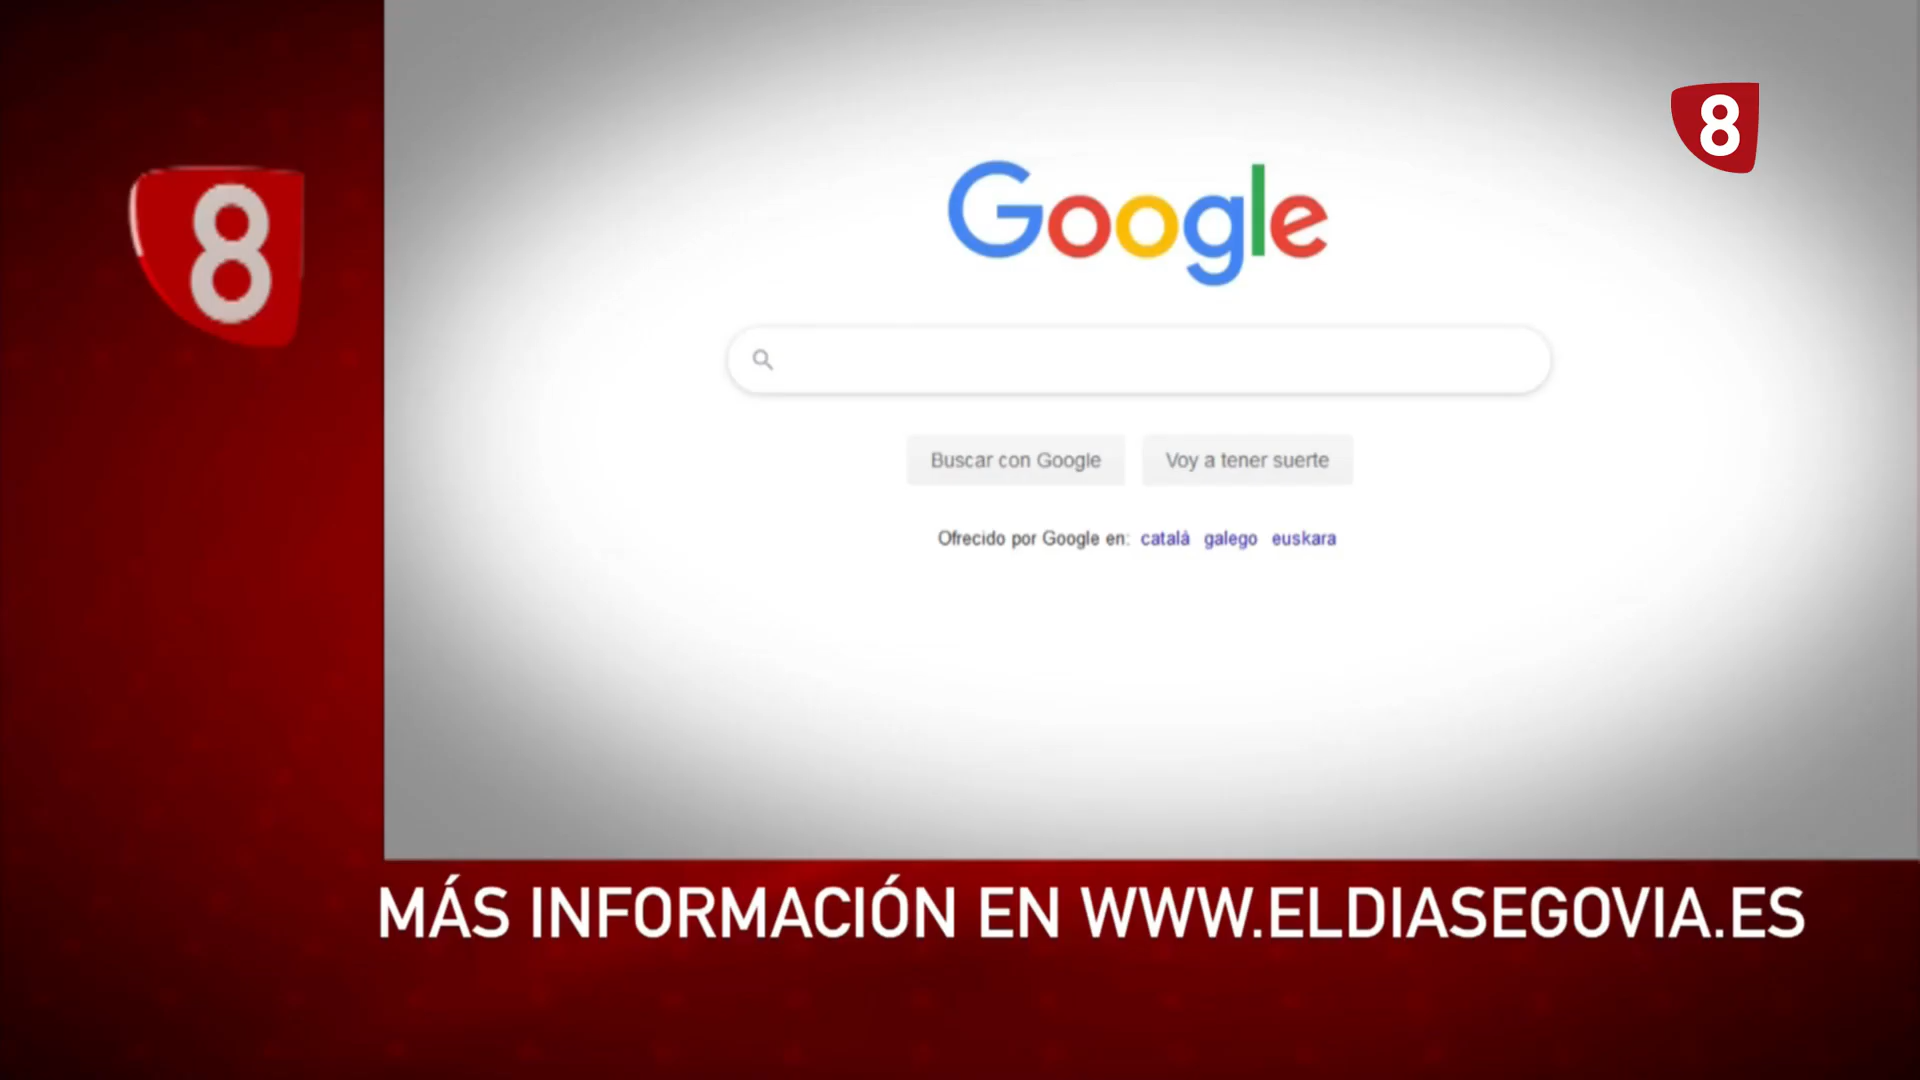 8
8
Google
Buscar con Google
Voy a tener suerte
Ofrecido por Google en: català galego euskara
MÁS INFORMACIÓN EN WWW.ELDIASEGOVIA.ES